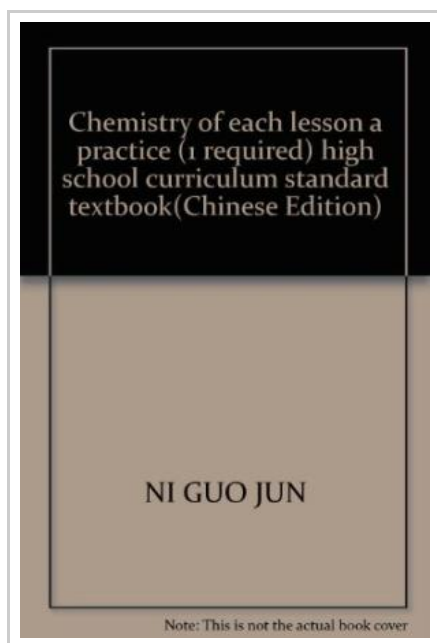 Chemistry of each lesson a
practice (1 required) high
school curriculum standard
textbook(Chinese Edition)
NI GUO JUN
Note: This is not the actual book cover